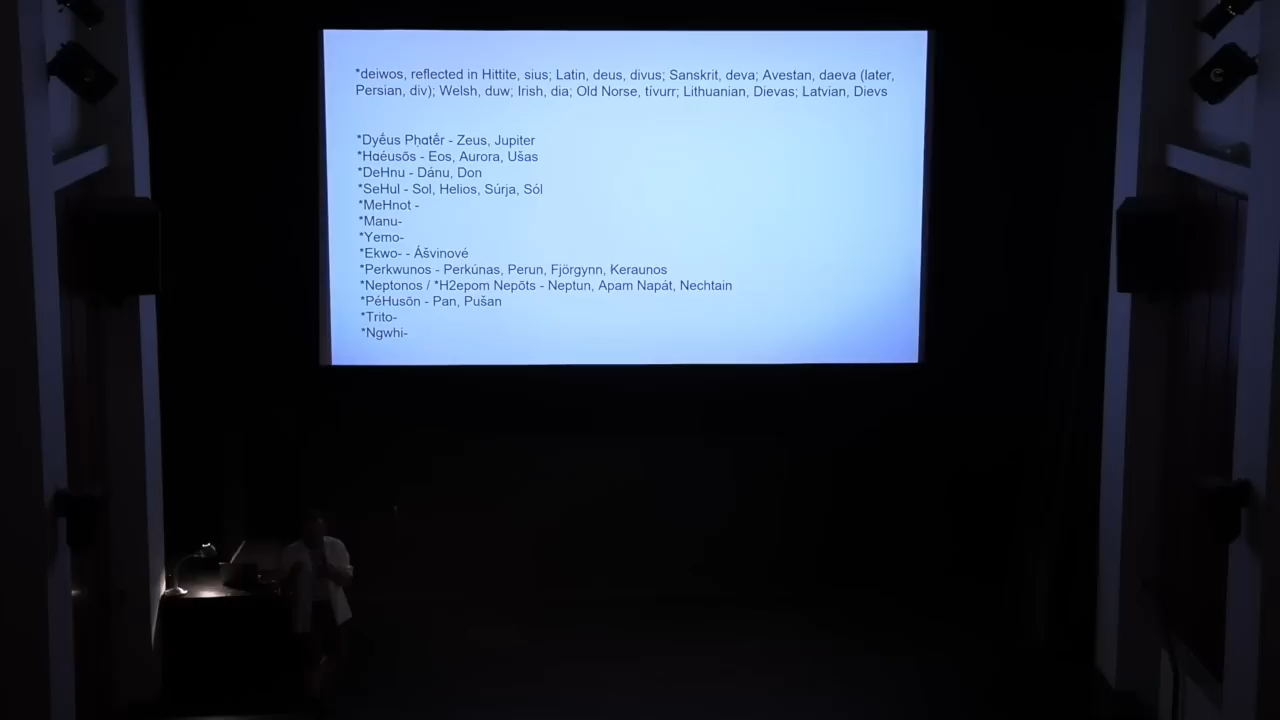 *deiwos, reflected in Hittite, sius; Latin, deus, divus; Sanskrit, deva; Avestan, daeva (later,
Persian, div); Welsh, duw; Irish, dia; Old Norse, tívurr; Lithuanian, Dievas; Latvian, Dievs
*Dyḗus Pḥatḗr - Zeus, Jupiter
*Haéusōs - Eos, Aurora, Ušas
*DeHnu - Dánu, Don
*SeHul - Sol, Helios, Súrja, Sól
*MeHnot -
*Manu-
*Yemo-
*Ekwo- - Ášvinové
*Perkwunos - Perkúnas, Perun, Fjörgynn, Keraunos
*Neptonos / *H2epom Nepōts - Neptun, Apam Napát, Nechtain
*PéHusōn - Pan, Pušan
*Trito-
*Ngwhi-